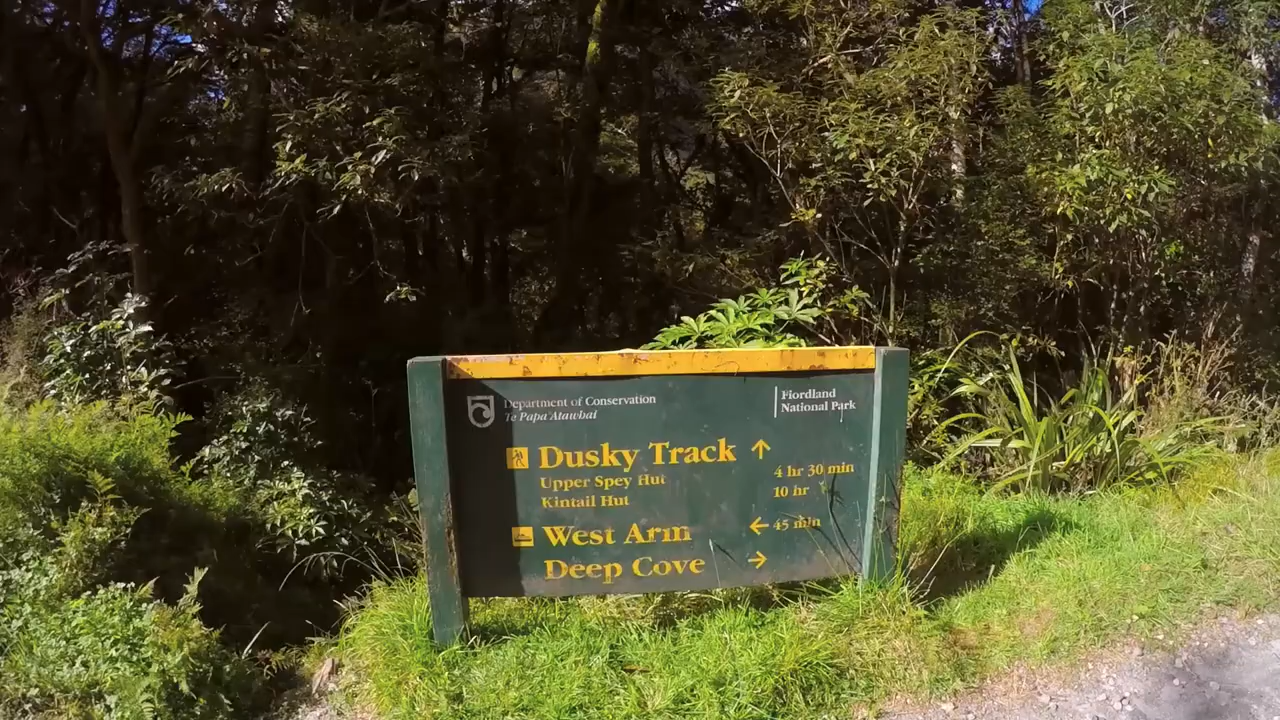 Department of Conservation
Te Papa Atawhai
Fiordland
National Park
Dusky Track ↑
Upper Spey Hut 4 hr 30 min
Kintail Hut 10 hr
West Arm ← 45 min
Deep Cove →